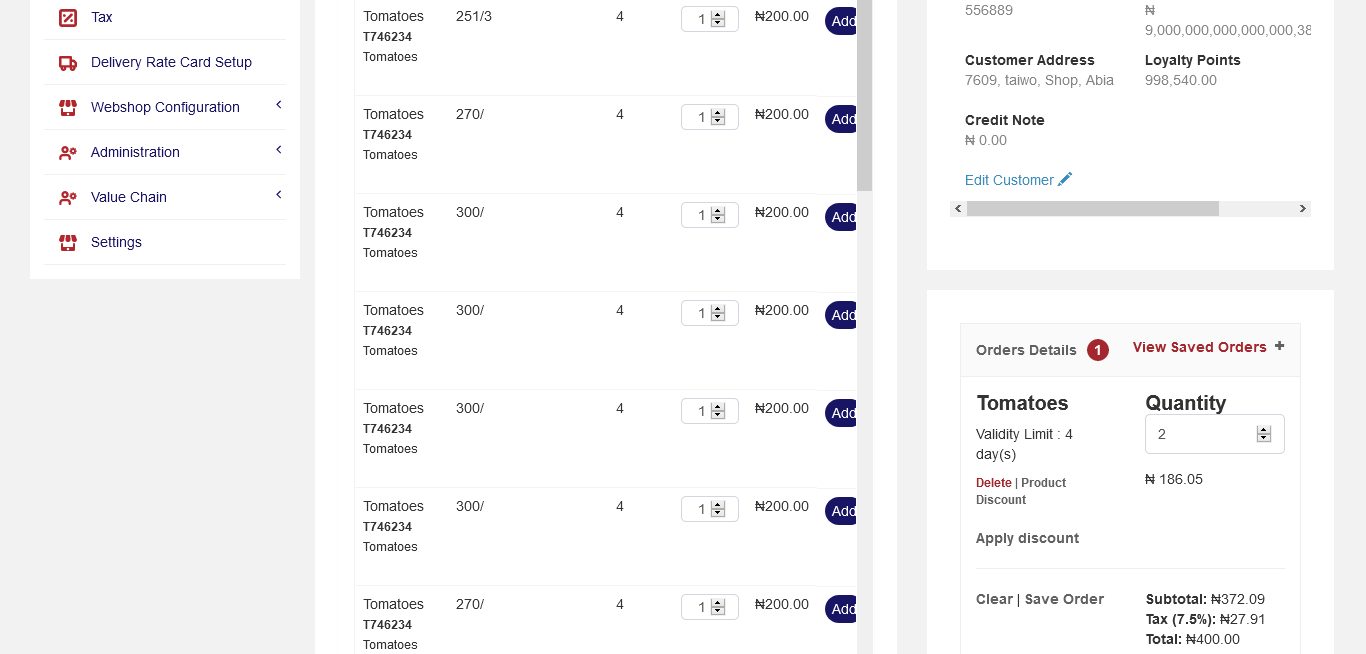 Tax
Delivery Rate Card Setup
Webshop Configuration
Administration
Value Chain
Settings
Tomatoes 251/3 4 1 ₦200.00 Add
T746234
Tomatoes
Tomatoes 270/ 4 1 ₦200.00 Add
T746234
Tomatoes
Tomatoes 300/ 4 1 ₦200.00 Add
T746234
Tomatoes
Tomatoes 300/ 4 1 ₦200.00 Add
T746234
Tomatoes
Tomatoes 300/ 4 1 ₦200.00 Add
T746234
Tomatoes
Tomatoes 300/ 4 1 ₦200.00 Add
T746234
Tomatoes
Tomatoes 270/ 4 1 ₦200.00 Add
T746234
Tomatoes
556889 ₦
9,000,000,000,000,000,38
Customer Address Loyalty Points
7609, taiwo, Shop, Abia 998,540.00
Credit Note
₦ 0.00
Edit Customer
Orders Details 1 View Saved Orders +
Tomatoes Quantity
Validity Limit : 4 2
day(s)
Delete | Product ₦ 186.05
Discount
Apply discount
Clear | Save Order Subtotal: ₦372.09
Tax (7.5%): ₦27.91
Total: ₦400.00